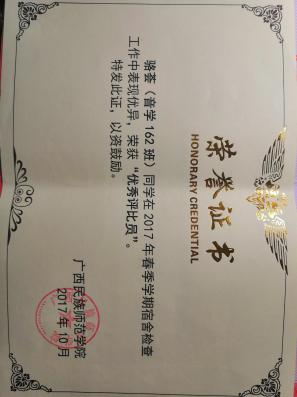 荣誉证书
HONORARY CREDENTIAL
骆荟（音学162班）同学在2017年春季学期宿舍检查
工作中表现优异，荣获“优秀评比员”。
特发此证，以资鼓励。
广西民族师范学院
2017年10月